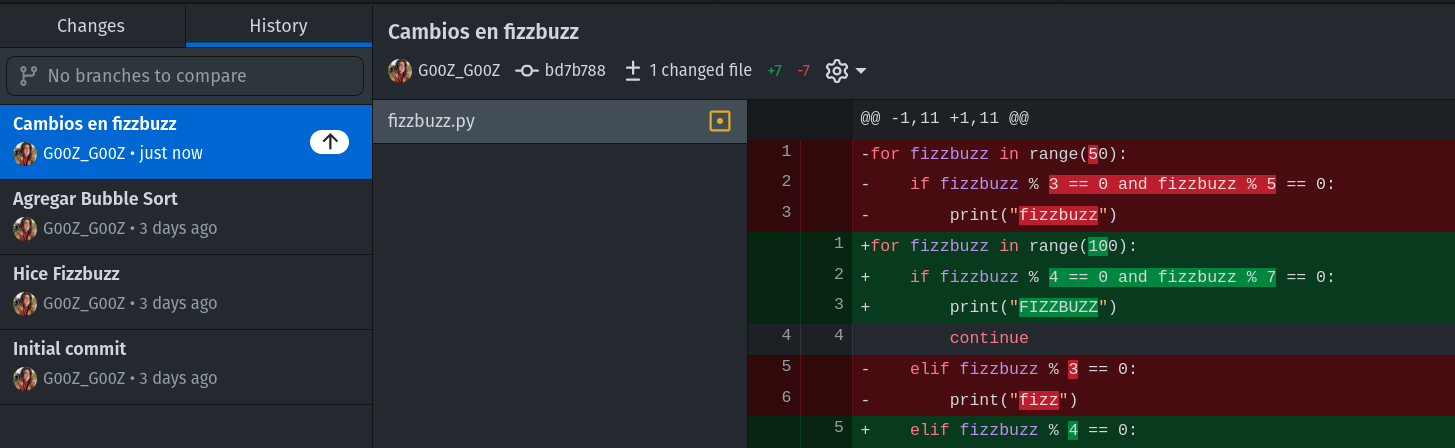 Changes
History
No branches to compare
Cambios en fizzbuzz
G00Z_G00Z • just now
Agregar Bubble Sort
G00Z_G00Z • 3 days ago
Hice Fizzbuzz
G00Z_G00Z • 3 days ago
Initial commit
G00Z_G00Z • 3 days ago
Cambios en fizzbuzz
G00Z_G00Z bd7b788 1 changed file +7 -7
fizzbuzz.py
@@ -1,11 +1,11 @@
1 -for fizzbuzz in range(50):
2 -    if fizzbuzz % 3 == 0 and fizzbuzz % 5 == 0:
3 -        print("fizzbuzz")
1 +for fizzbuzz in range(100):
2 +    if fizzbuzz % 4 == 0 and fizzbuzz % 7 == 0:
3 +        print("FIZZBUZZ")
4 4         continue
5 -    elif fizzbuzz % 3 == 0:
6 -        print("fizz")
5 +    elif fizzbuzz % 4 == 0: